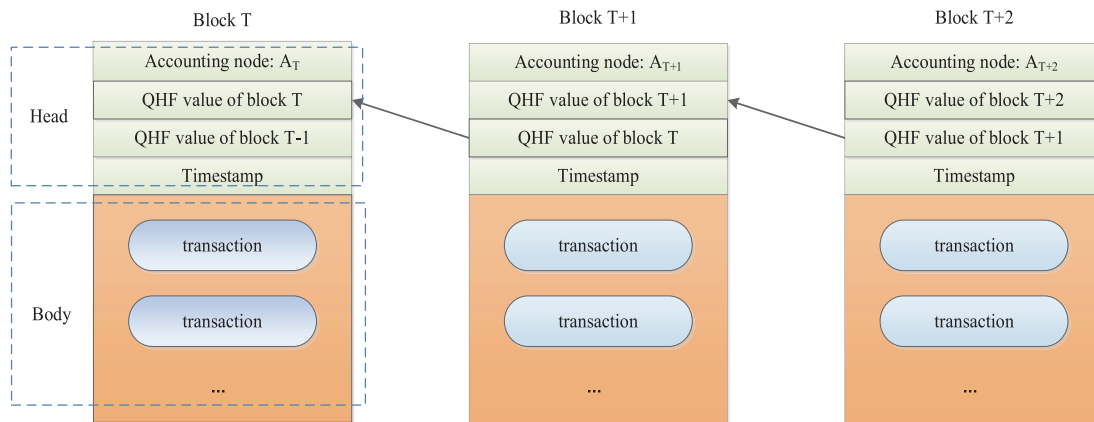 Block T
Block T+1
Block T+2
Head
Accounting node: A_T
QHF value of block T
QHF value of block T-1
Timestamp
Accounting node: A_T+1
QHF value of block T+1
QHF value of block T
Timestamp
Accounting node: A_T+2
QHF value of block T+2
QHF value of block T+1
Timestamp
Body
transaction
transaction
...
transaction
transaction
...
transaction
transaction
...